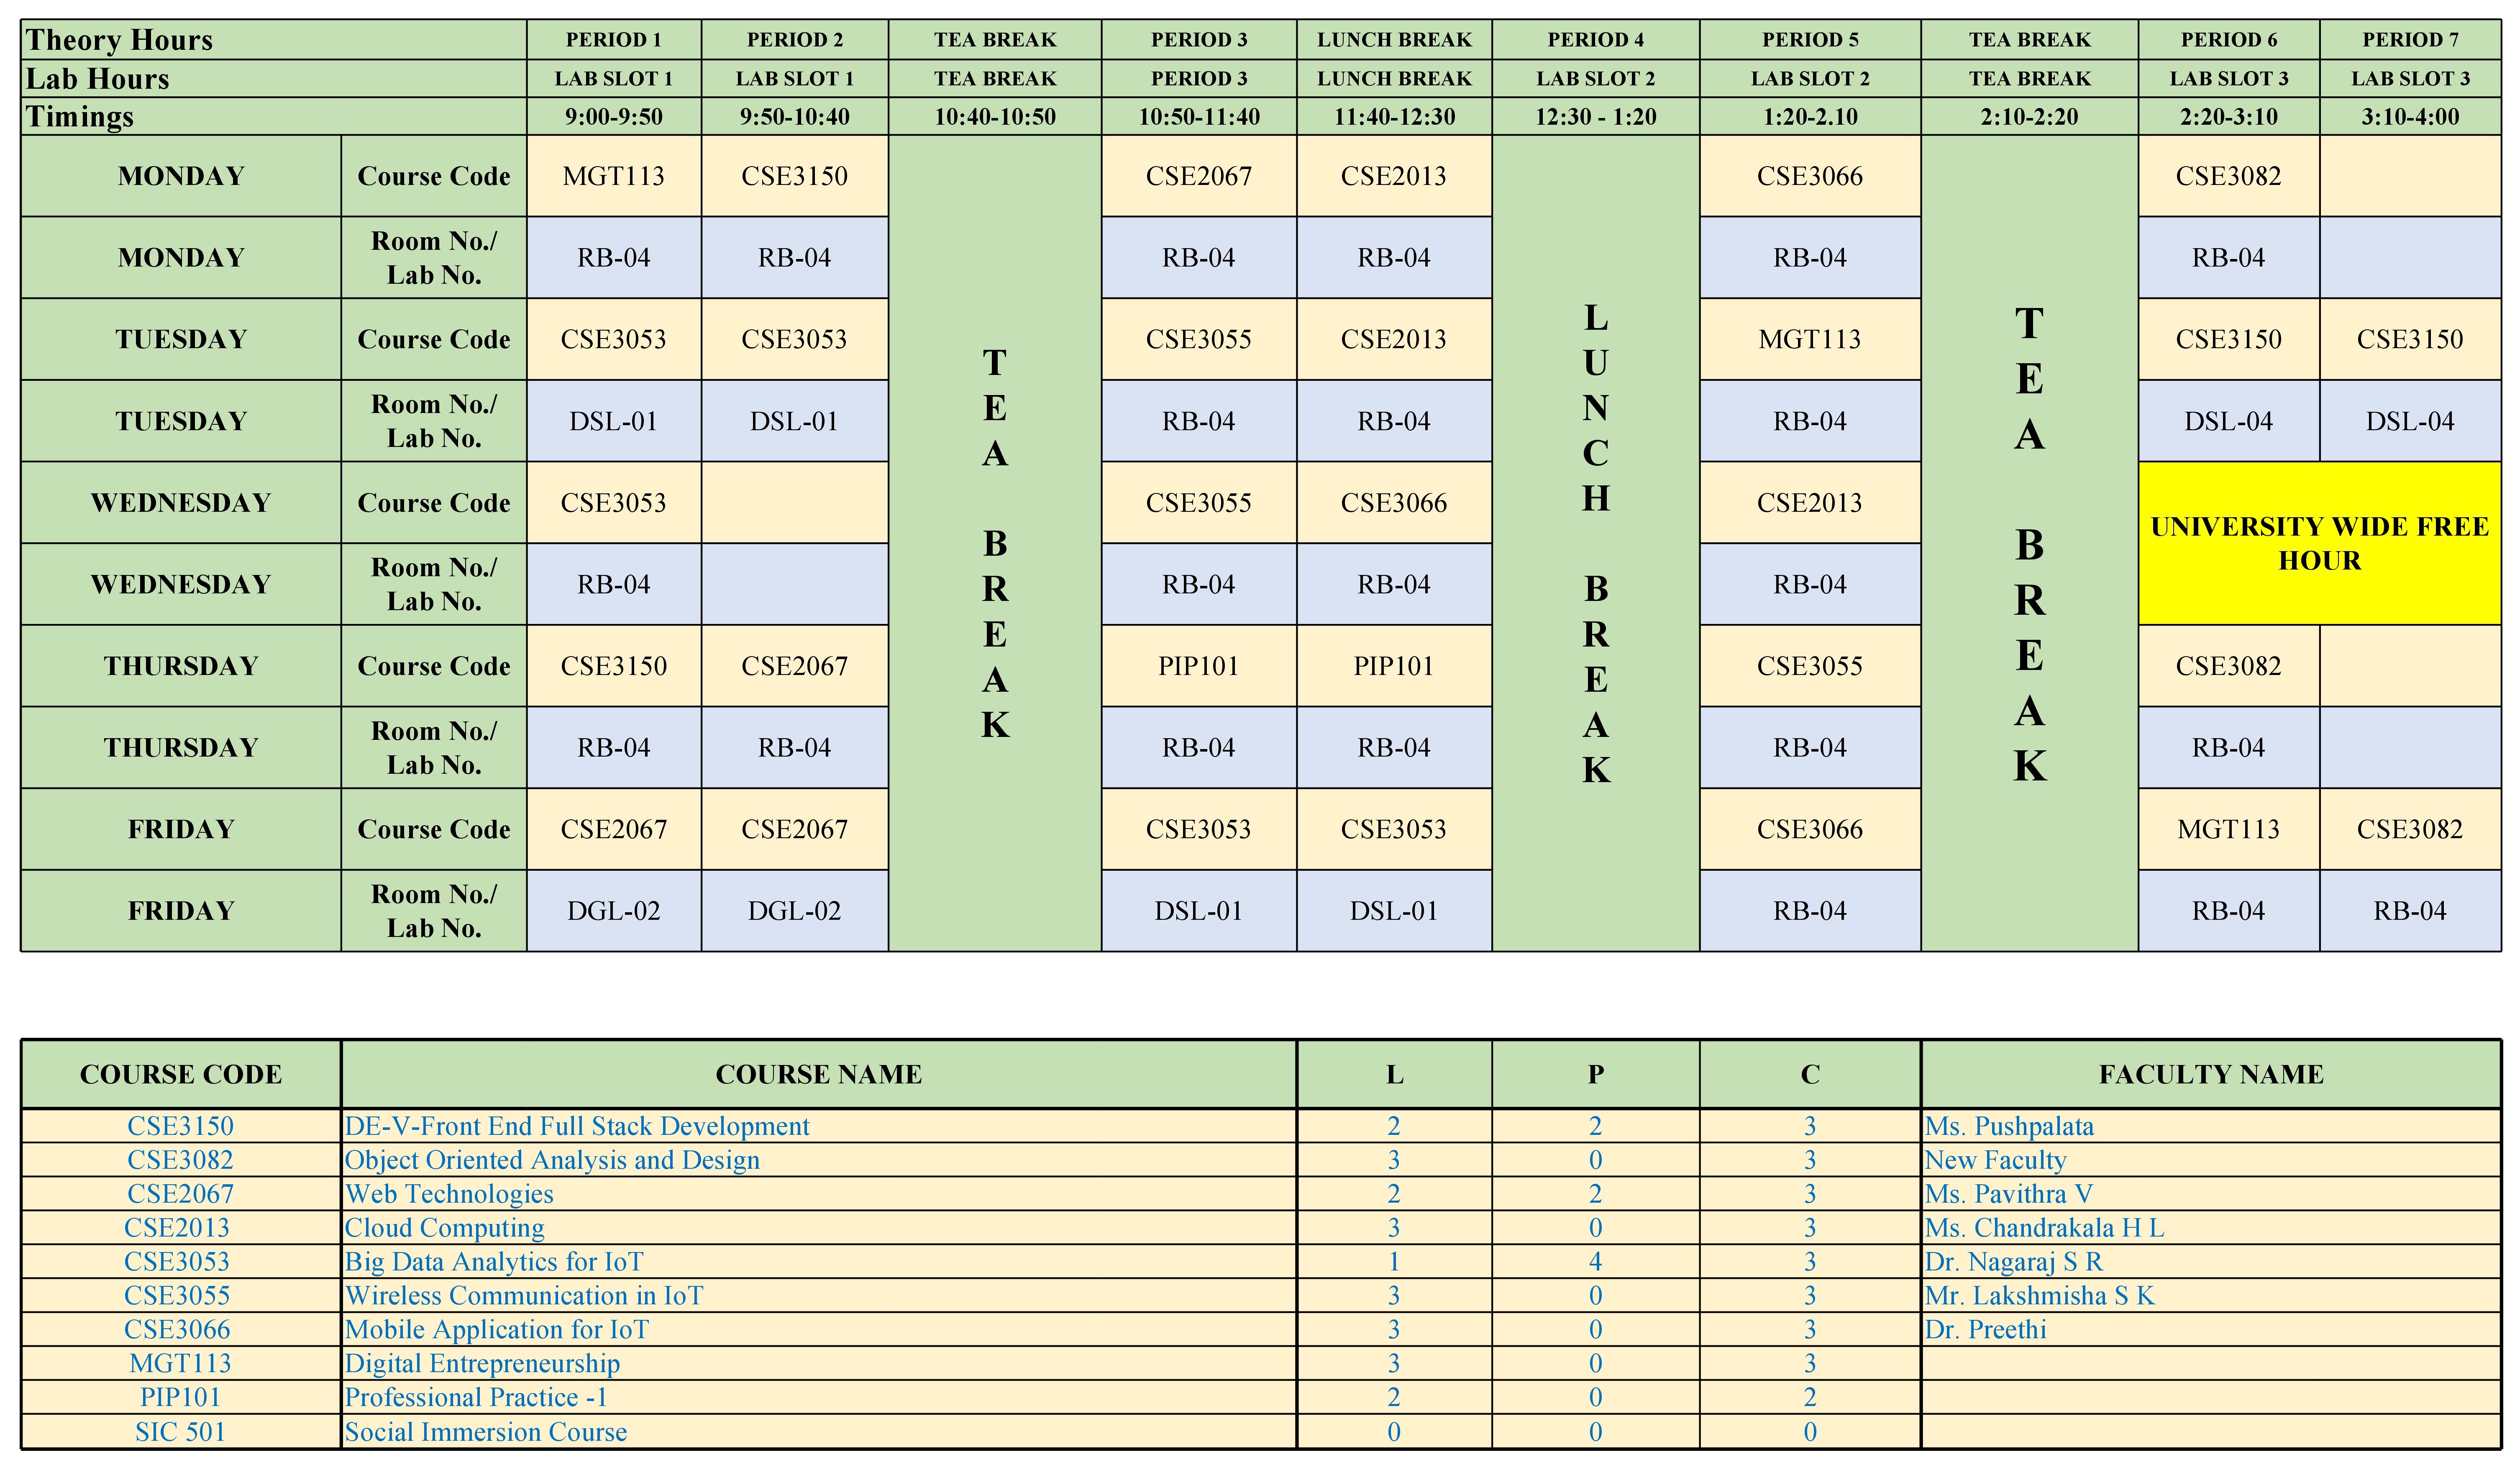 Theory Hours PERIOD 1 PERIOD 2 TEA BREAK PERIOD 3 LUNCH BREAK PERIOD 4 PERIOD 5 TEA BREAK PERIOD 6 PERIOD 7
Lab Hours LAB SLOT 1 LAB SLOT 1 TEA BREAK PERIOD 3 LUNCH BREAK LAB SLOT 2 LAB SLOT 2 TEA BREAK LAB SLOT 3 LAB SLOT 3
Timings 9:00-9:50 9:50-10:40 10:40-10:50 10:50-11:40 11:40-12:30 12:30 - 1:20 1:20-2.10 2:10-2:20 2:20-3:10 3:10-4:00
MONDAY Course Code MGT113 CSE3150 CSE2067 CSE2013 CSE3066 CSE3082
MONDAY Room No./ Lab No. RB-04 RB-04 RB-04 RB-04 RB-04 RB-04
TUESDAY Course Code CSE3053 CSE3053 CSE3055 CSE2013 MGT113 CSE3150 CSE3150
TUESDAY Room No./ Lab No. DSL-01 DSL-01 RB-04 RB-04 RB-04 DSL-04 DSL-04
WEDNESDAY Course Code CSE3053 CSE3055 CSE3066 CSE2013
UNIVERSITY WIDE FREE
HOUR
WEDNESDAY Room No./ Lab No. RB-04 RB-04 RB-04 RB-04
THURSDAY Course Code CSE3150 CSE2067 PIP101 PIP101 CSE3055 CSE3082
THURSDAY Room No./ Lab No. RB-04 RB-04 RB-04 RB-04 RB-04 RB-04
FRIDAY Course Code CSE2067 CSE2067 CSE3053 CSE3053 CSE3066 MGT113 CSE3082
FRIDAY Room No./ Lab No. DGL-02 DGL-02 DSL-01 DSL-01 RB-04 RB-04 RB-04
TEA BREAK
LUNCH BREAK
TEA BREAK
COURSE CODE COURSE NAME L P C FACULTY NAME
CSE3150 DE-V-Front End Full Stack Development 2 2 3 Ms. Pushpalata
CSE3082 Object Oriented Analysis and Design 3 0 3 New Faculty
CSE2067 Web Technologies 2 2 3 Ms. Pavithra V
CSE2013 Cloud Computing 3 0 3 Ms. Chandrakala H L
CSE3053 Big Data Analytics for IoT 1 4 3 Dr. Nagaraj S R
CSE3055 Wireless Communication in IoT 3 0 3 Mr. Lakshmisha S K
CSE3066 Mobile Application for IoT 3 0 3 Dr. Preethi
MGT113 Digital Entrepreneurship 3 0 3
PIP101 Professional Practice -1 2 0 2
SIC 501 Social Immersion Course 0 0 0